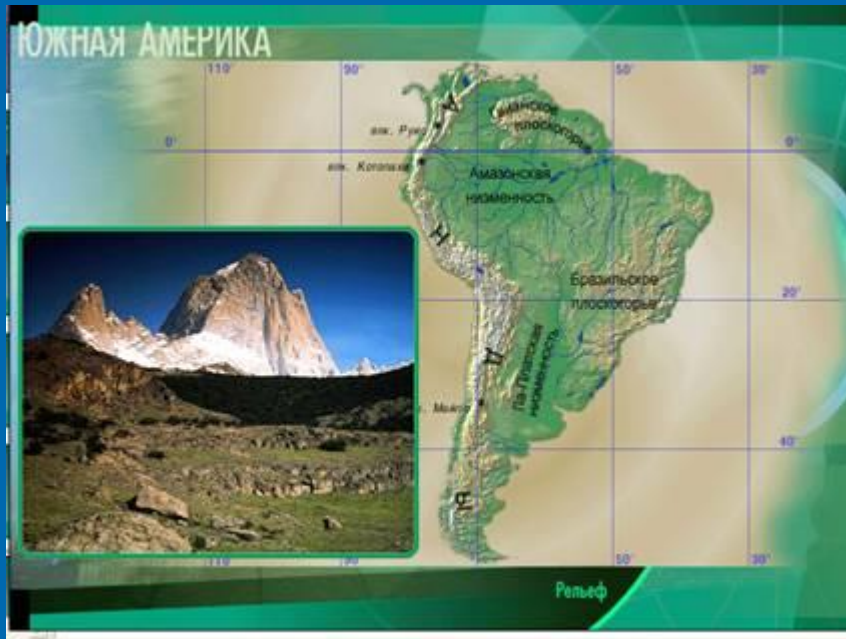 ЮЖНАЯ АМЕРИКА
110° 90° 50° 30°
А
Гвианское
плоскогорье
влк. Руис
0° 0°
влк. Котопахи
Амазонская
низменность
Н
Бразильское
плоскогорье
20°
Д
Ла-Платская
низменность
40°
Ы
110° 90° 50° 30°
Рельеф